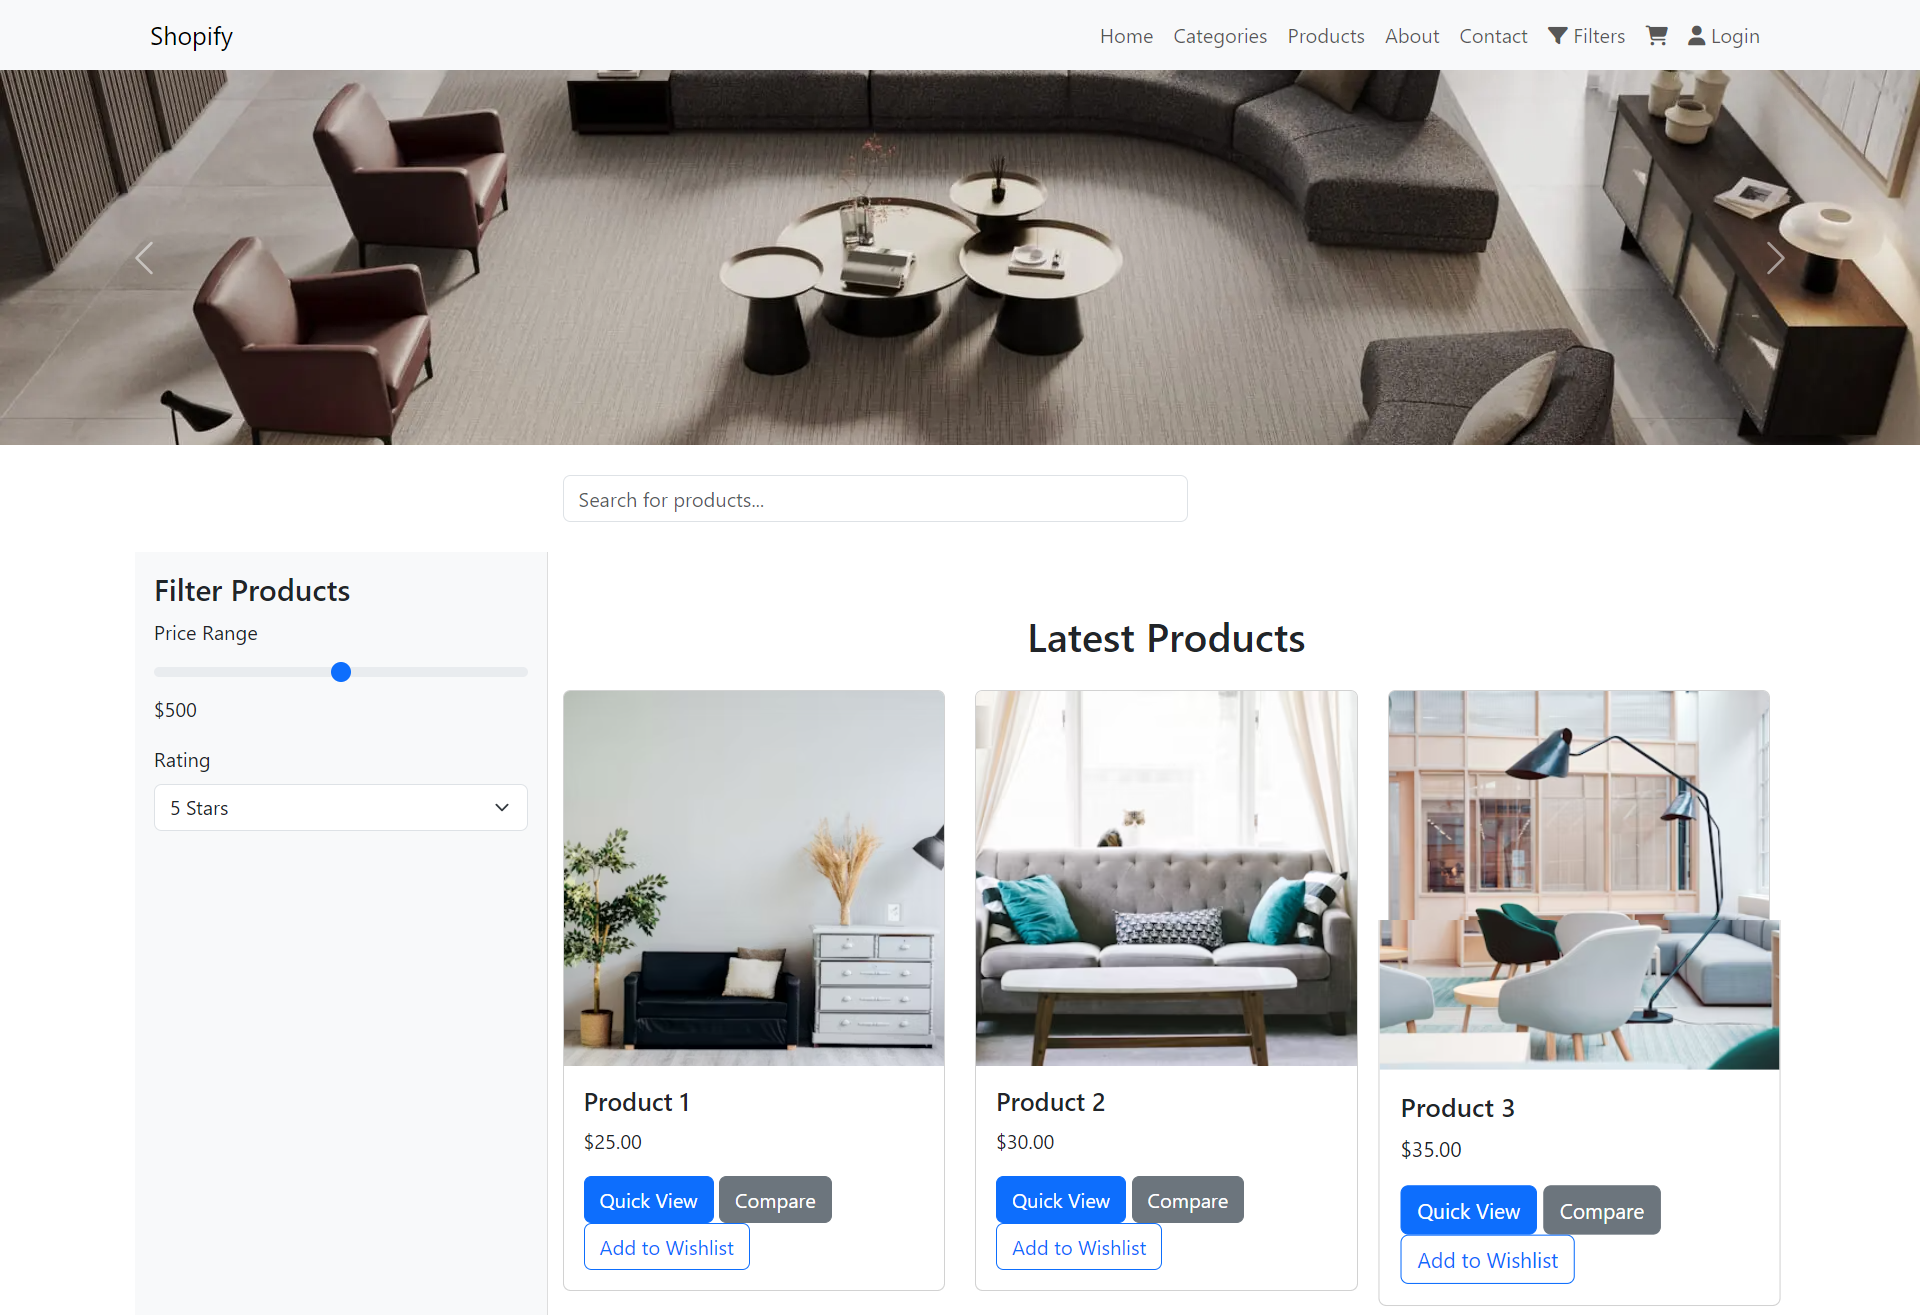 Shopify
Home Categories Products About Contact Filters Login
Search for products...
Filter Products
Price Range
$500
Rating
5 Stars
Latest Products
Product 1
$25.00
Quick View Compare
Add to Wishlist
Product 2
$30.00
Quick View Compare
Add to Wishlist
Product 3
$35.00
Quick View Compare
Add to Wishlist